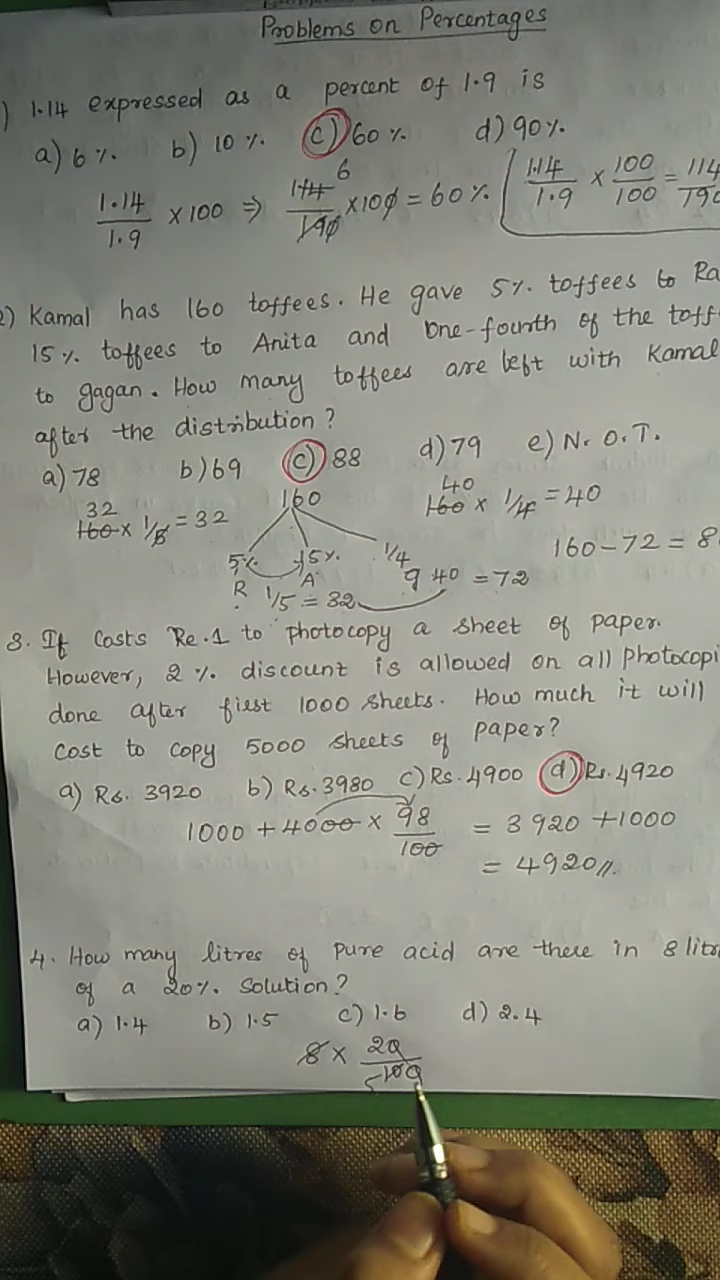 Problems on Percentages
) 1.14 expressed as a percent of 1.9 is
a) 6 %. b) 10 %. (c) 60 %. d) 90%.
1.14/1.9 × 100 ⇒ 114/190 6 × 100 = 60 %. 1.14/1.9 × 100/100 = 114/190
2) Kamal has 160 toffees. He gave 5%. toffees to Ra
15 %. toffees to Anita and One-fourth of the toff
to gagan. How many toffees are left with Kamal
after the distribution?
a) 78 b) 69 (c) 88 d) 79 e) N. O. T.
32 160 40
160 × 1/5 = 32 160 × 1/4 = 40
5%. 15%. 1/4 160 - 72 = 8
R A g 40 = 72
1/5 = 32
3. If Costs Re.1 to photocopy a sheet of paper.
However, 2 %. discount is allowed on all photocopi
done after first 1000 sheets. How much it will
cost to copy 5000 sheets of paper?
a) Rs. 3920 b) Rs. 3980 c) Rs. 4900 (d) Rs. 4920
1000 + 4000 × 98/100 = 3920 + 1000
= 4920//.
4. How many litres of pure acid are there in 8 litr
of a 20%. solution?
a) 1.4 b) 1.5 c) 1.6 d) 2.4
8 × 20/100
5